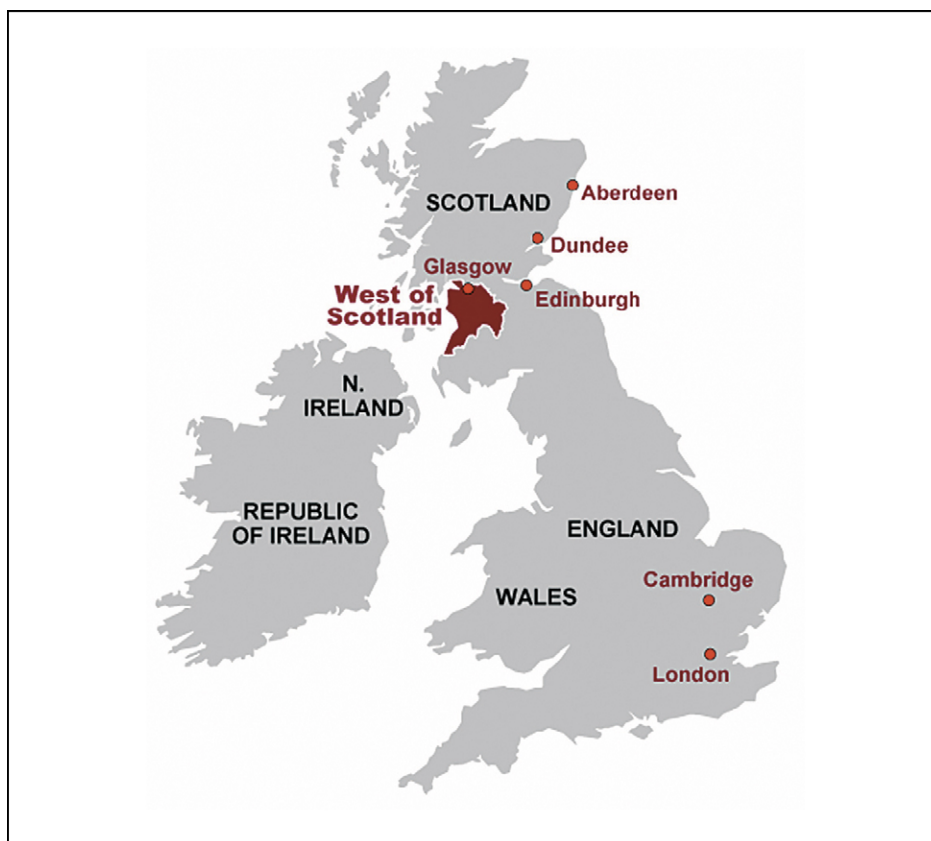 Aberdeen
SCOTLAND
Dundee
Glasgow
West of
Scotland
Edinburgh
N.
IRELAND
REPUBLIC
OF IRELAND
ENGLAND
Cambridge
WALES
London